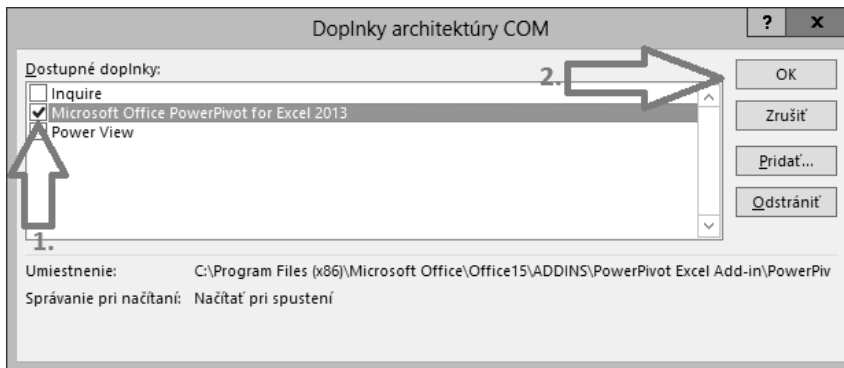 Doplnky architektúry COM
? x
Dostupné doplnky:
2.
OK
Inquire
Microsoft Office PowerPivot for Excel 2013
Zrušiť
Power View
Pridať...
Odstrániť
1.
Umiestnenie: C:\Program Files (x86)\Microsoft Office\Office15\ADDINS\PowerPivot Excel Add-in\PowerPiv
Správanie pri načítaní: Načítať pri spustení